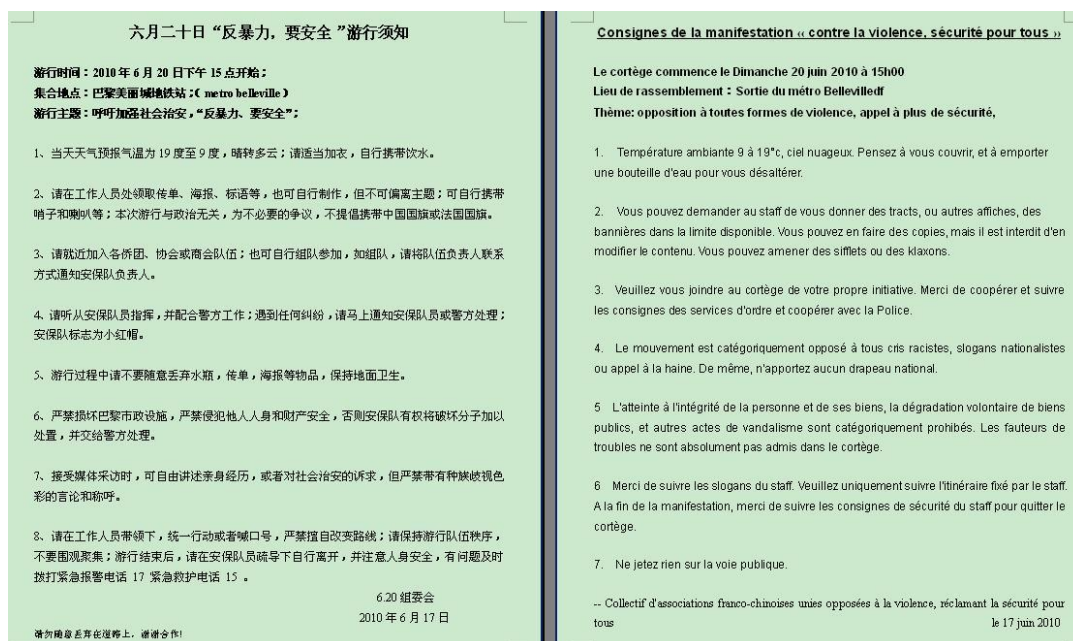 六月二十日“反暴力，要安全”游行须知
游行时间：2010年6月20日下午15点开始；
集合地点：巴黎美丽城地铁站；（metro belleville）
游行主题：呼吁加强社会治安，“反暴力、要安全”；
1、当天天气预报气温为19度至9度，晴转多云；请适当加衣，自行携带饮水。
2、请在工作人员处领取传单、海报、标语等，也可自行制作，但不可偏离主题；可自行携带
哨子和喇叭等；本次游行与政治无关，为不必要的争议，不提倡携带中国国旗或法国国旗。
3、请就近加入各侨团、协会或商会队伍；也可自行组队参加，如组队，请将队伍负责人联系
方式通知安保队负责人。
4、请听从安保队员指挥，并配合警方工作；遇到任何纠纷，请马上通知安保队员或警方处理；
安保队标志为小红帽。
5、游行过程中请不要随意丢弃水瓶，传单，海报等物品，保持地面卫生。
6、严禁损坏巴黎市政设施，严禁侵犯他人人身和财产安全，否则安保队有权将破坏分子加以
处置，并交给警方处理。
7、接受媒体采访时，可自由讲述亲身经历，或者对社会治安的诉求，但严禁带有种族歧视色
彩的言论和称呼。
8、请在工作人员带领下，统一行动或者喊口号，严禁擅自改变路线；请保持游行队伍秩序，
不要围观聚集；游行结束后，请在安保队员疏导下自行离开，并注意人身安全，有问题及时
拨打紧急报警电话 17 紧急救护电话 15 。
6.20 组委会
2010年6月17日
请勿随意丢弃在道路上，谢谢合作！
Consignes de la manifestation « contre la violence, sécurité pour tous »
Le cortège commence le Dimanche 20 juin 2010 à 15h00
Lieu de rassemblement : Sortie du métro Bellevilledf
Thème: opposition à toutes formes de violence, appel à plus de sécurité,
1. Température ambiante 9 à 19°c, ciel nuageux. Pensez à vous couvrir, et à emporter
une bouteille d'eau pour vous désaltérer.
2. Vous pouvez demander au staff de vous donner des tracts, ou autres affiches, des
bannières dans la limite disponible. Vous pouvez en faire des copies, mais il est interdit d'en
modifier le contenu. Vous pouvez amener des sifflets ou des klaxons.
3. Veuillez vous joindre au cortège de votre propre initiative. Merci de coopérer et suivre
les consignes des services d'ordre et coopérer avec la Police.
4. Le mouvement est catégoriquement opposé à tous cris racistes, slogans nationalistes
ou appel à la haine. De même, n'apportez aucun drapeau national.
5 L'atteinte à l'intégrité de la personne et de ses biens, la dégradation volontaire de biens
publics, et autres actes de vandalisme sont catégoriquement prohibés. Les fauteurs de
troubles ne sont absolument pas admis dans le cortège.
6 Merci de suivre les slogans du staff. Veuillez uniquement suivre l'itinéraire fixé par le staff.
A la fin de la manifestation, merci de suivre les consignes de sécurité du staff pour quitter le
cortège.
7. Ne jetez rien sur la voie publique.
-- Collectif d'associations franco-chinoises unies opposées à la violence, réclamant la sécurité pour
tous le 17 juin 2010